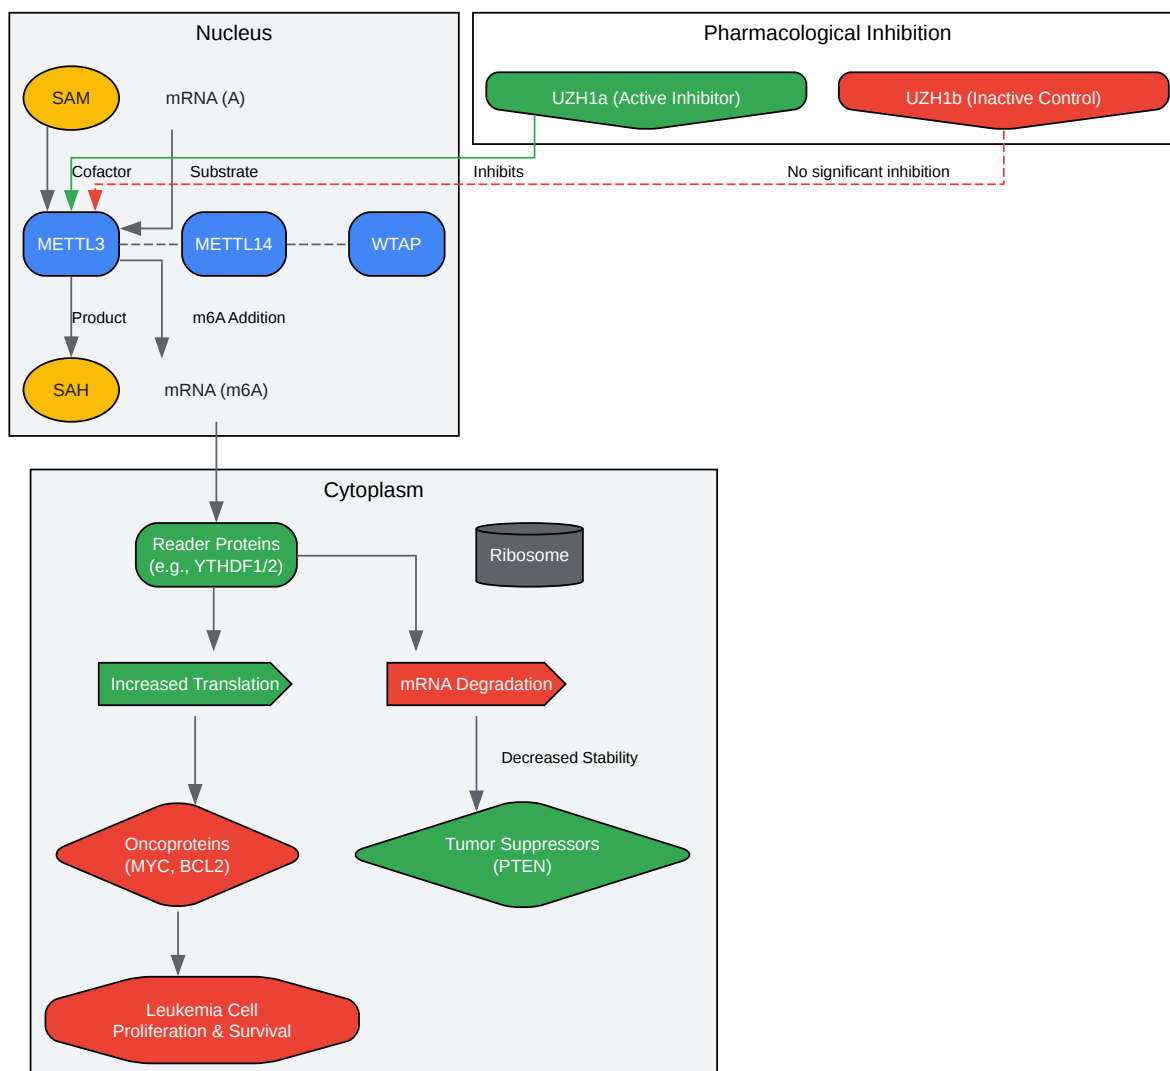 Nucleus
Pharmacological Inhibition
SAM
mRNA (A)
UZH1a (Active Inhibitor)
UZH1b (Inactive Control)
Cofactor
Substrate
Inhibits
No significant inhibition
METTL3
METTL14
WTAP
Product
m6A Addition
SAH
mRNA (m6A)
Cytoplasm
Reader Proteins
(e.g., YTHDF1/2)
Ribosome
Increased Translation
mRNA Degradation
Decreased Stability
Oncoproteins
(MYC, BCL2)
Tumor Suppressors
(PTEN)
Leukemia Cell
Proliferation & Survival